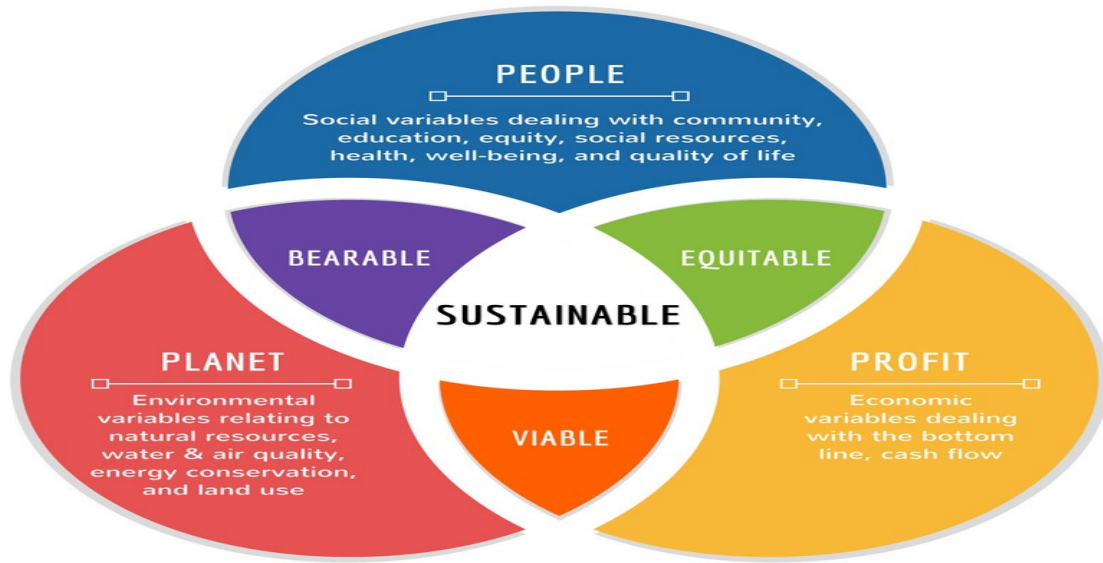 PEOPLE
Social variables dealing with community,
education, equity, social resources,
health, well-being, and quality of life
BEARABLE
EQUITABLE
SUSTAINABLE
PLANET
Environmental
variables relating to
natural resources,
water & air quality,
energy conservation,
and land use
PROFIT
Economic
variables dealing
with the bottom
line, cash flow
VIABLE